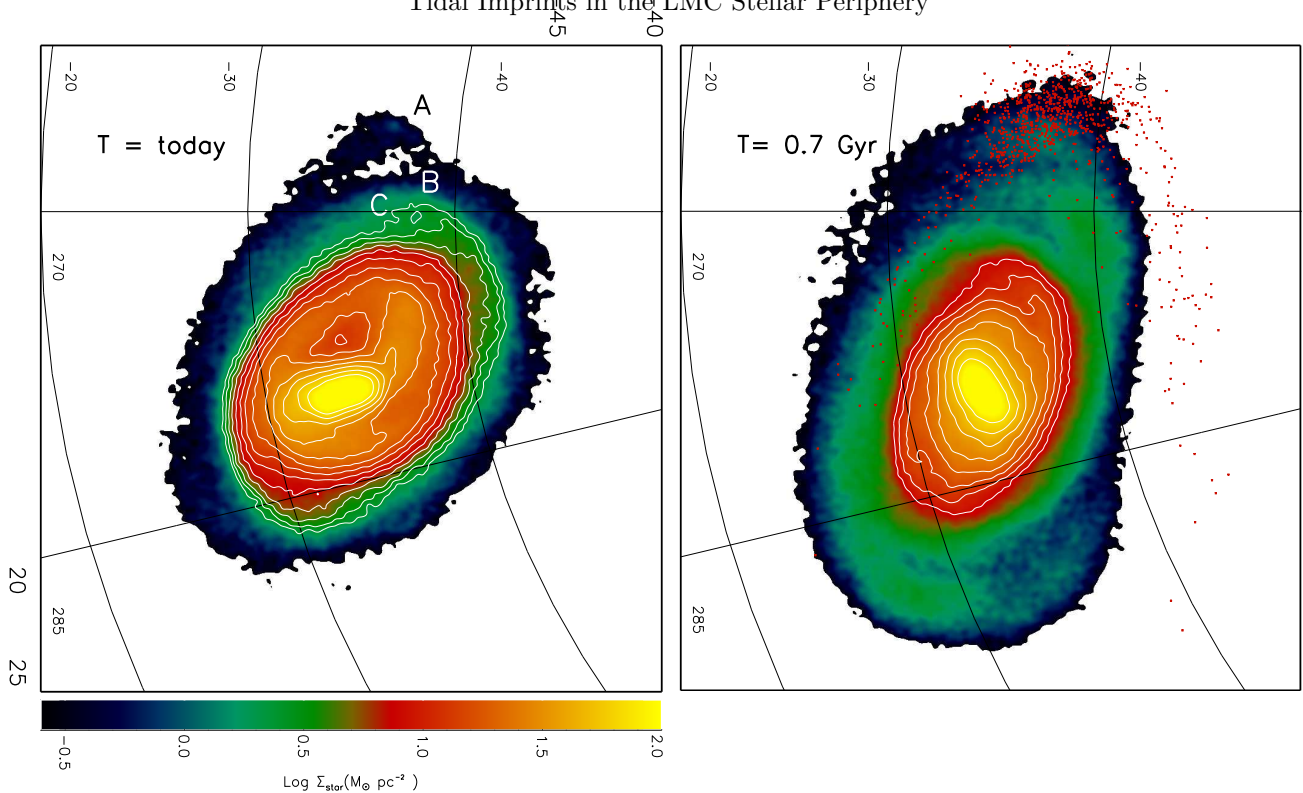 Tidal Imprints in the LMC Stellar Periphery
45
40
-20
-30
-40
A
T = today
B
C
270
285
20
25
-20
-30
-40
T= 0.7 Gyr
270
285
-0.5
0.0
0.5
1.0
1.5
2.0
Log Σstar(M⊙ pc⁻² )